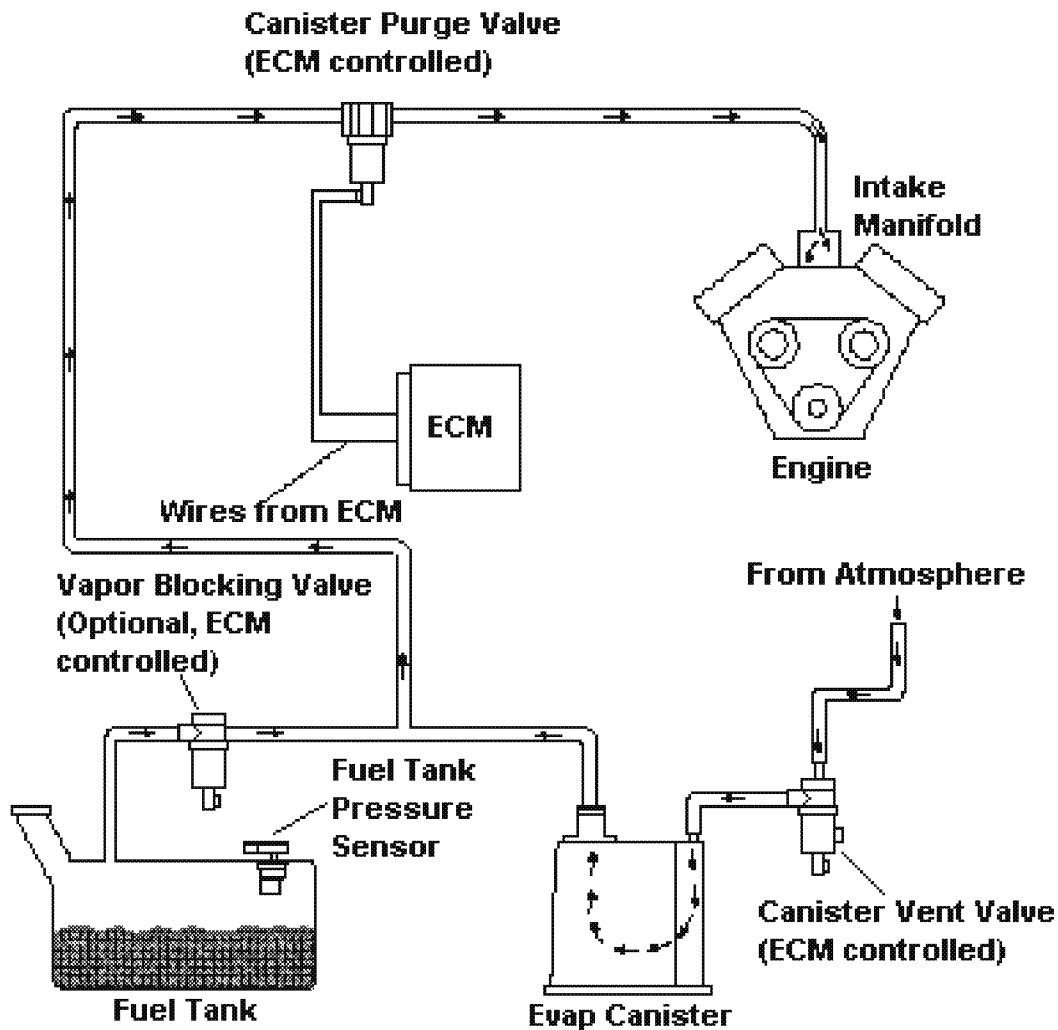 Canister Purge Valve
(ECM controlled)
Intake
Manifold
ECM
Engine
Wires from ECM
From Atmosphere
Vapor Blocking Valve
(Optional, ECM
controlled)
Fuel Tank
Pressure
Sensor
Canister Vent Valve
(ECM controlled)
Fuel Tank
Evap Canister